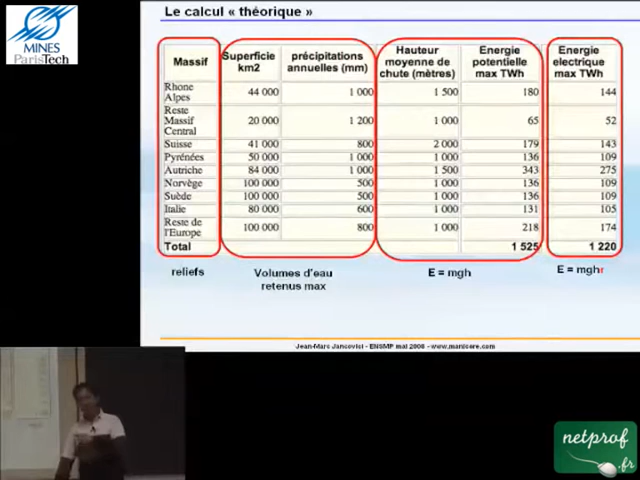 Le calcul « théorique »
MINES
ParisTech
Massif
Superficie km2
précipitations annuelles (mm)
Hauteur moyenne de chute (mètres)
Energie potentielle max TWh
Energie electrique max TWh
Rhone Alpes 44 000 1 000 1 500 180 144
Reste Massif Central 20 000 1 200 1 000 65 52
Suisse 41 000 800 2 000 179 143
Pyrénées 50 000 1 000 1 000 136 109
Autriche 84 000 1 000 1 500 343 275
Norvège 100 000 500 1 000 136 109
Suède 100 000 500 1 000 136 109
Italie 80 000 600 1 000 131 105
Reste de l'Europe 100 000 800 1 000 218 174
Total 1 525 1 220
reliefs
Volumes d'eau
retenus max
E = mgh
E = mghr
Jean-Marc Jancovici - ENSMP mai 2008 - www.manicore.com
netprof
.fr